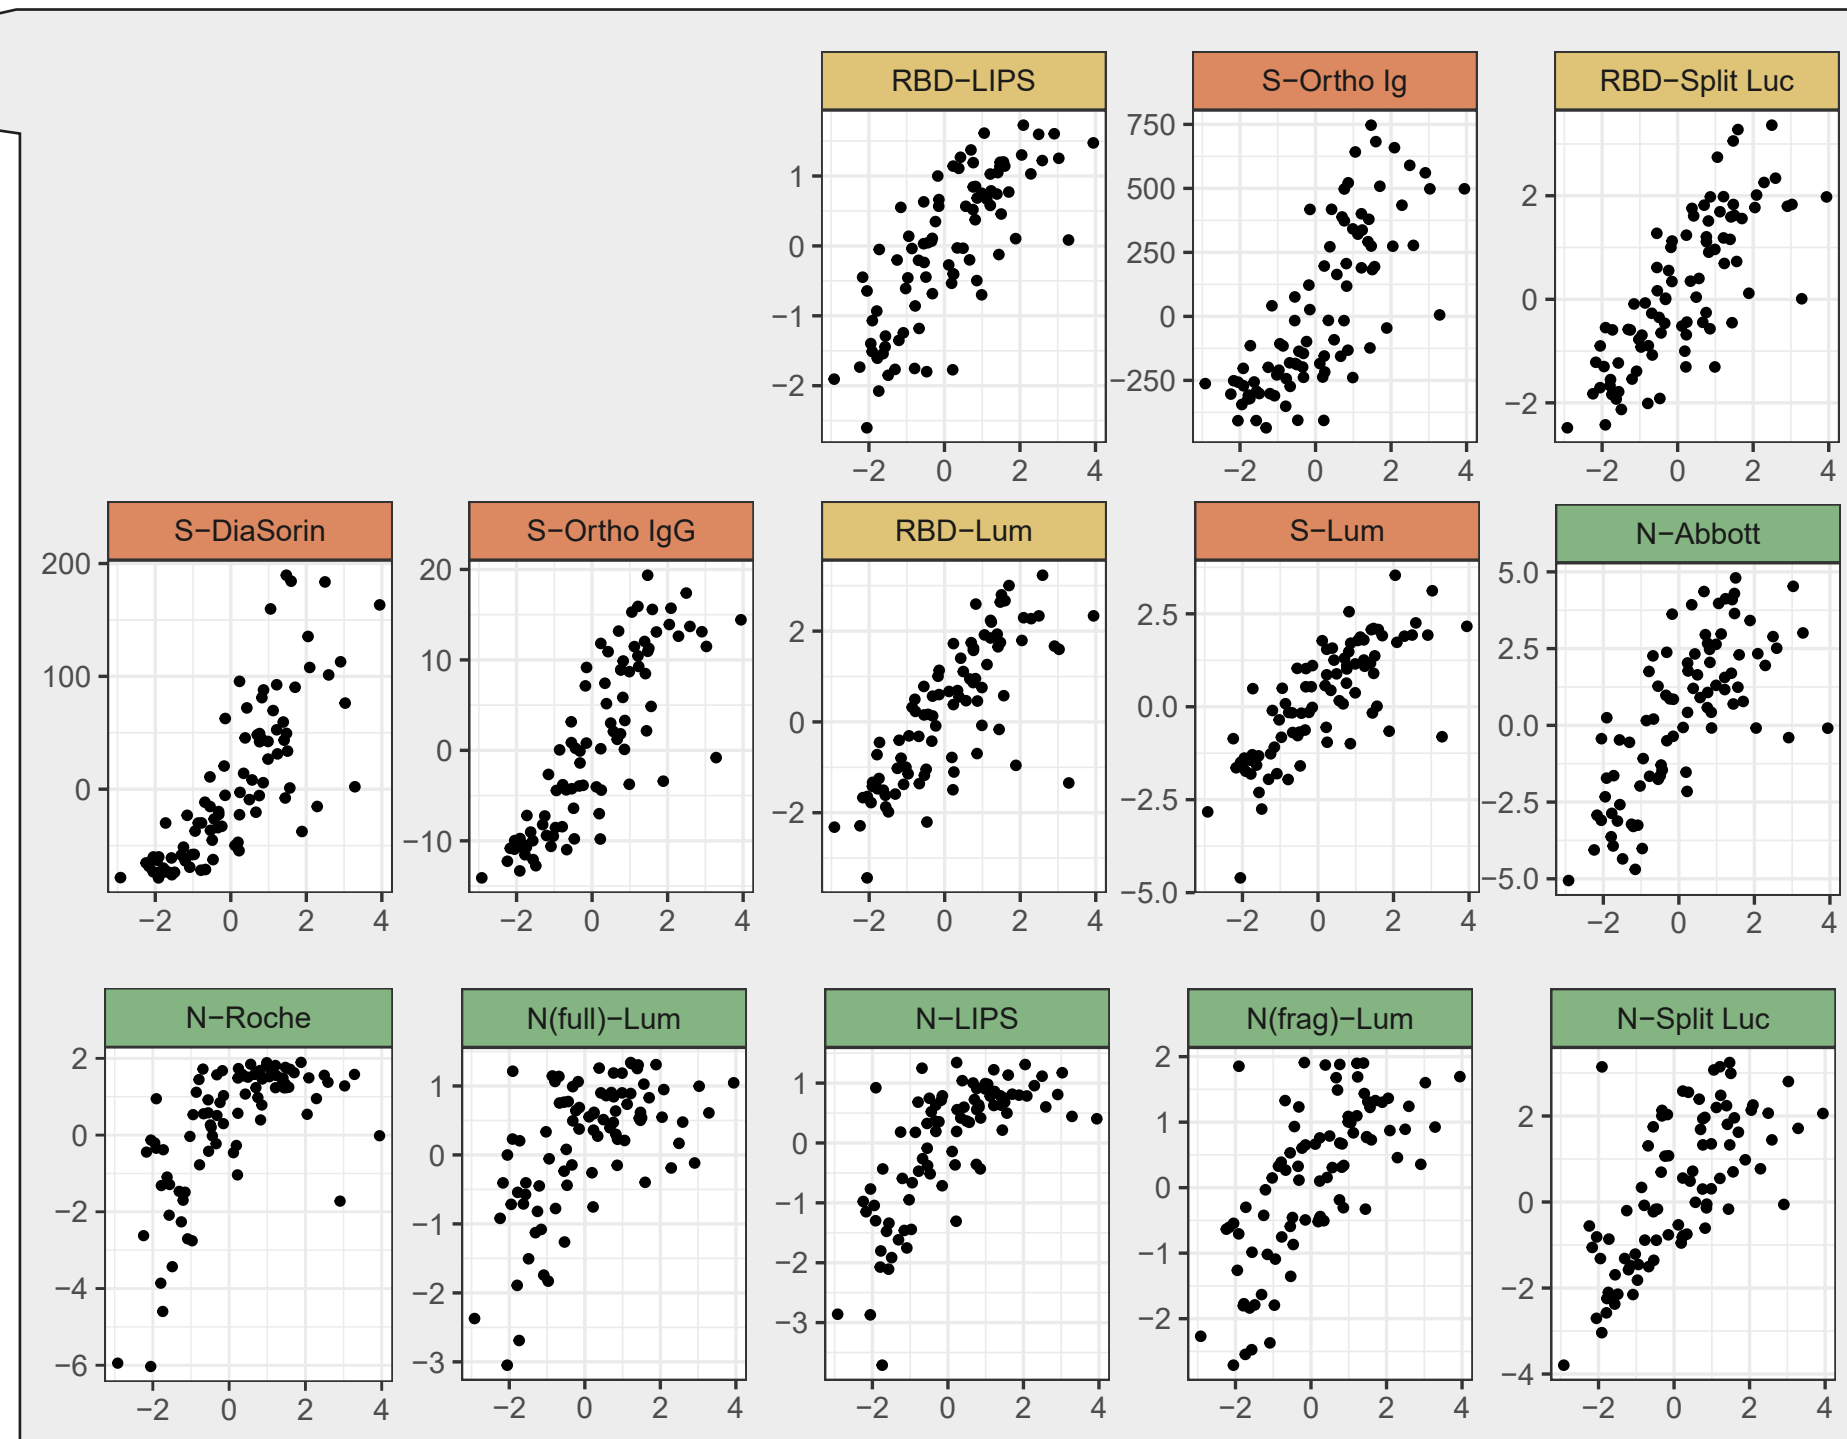 RBD−LIPS
1
0
−1
−2
−2 0 2 4
S−Ortho Ig
750
500
250
0
−250
−2 0 2 4
RBD−Split Luc
2
0
−2
−2 0 2 4
S−DiaSorin
200
100
0
−2 0 2 4
S−Ortho IgG
20
10
0
−10
−2 0 2 4
RBD−Lum
2
0
−2
−2 0 2 4
S−Lum
2.5
0.0
−2.5
−5.0
−2 0 2 4
N−Abbott
5.0
2.5
0.0
−2.5
−5.0
−2 0 2 4
N−Roche
2
0
−2
−4
−6
−2 0 2 4
N(full)−Lum
1
0
−1
−2
−3
−2 0 2 4
N−LIPS
1
0
−1
−2
−3
−2 0 2 4
N(frag)−Lum
2
1
0
−1
−2
−2 0 2 4
N−Split Luc
2
0
−2
−4
−2 0 2 4